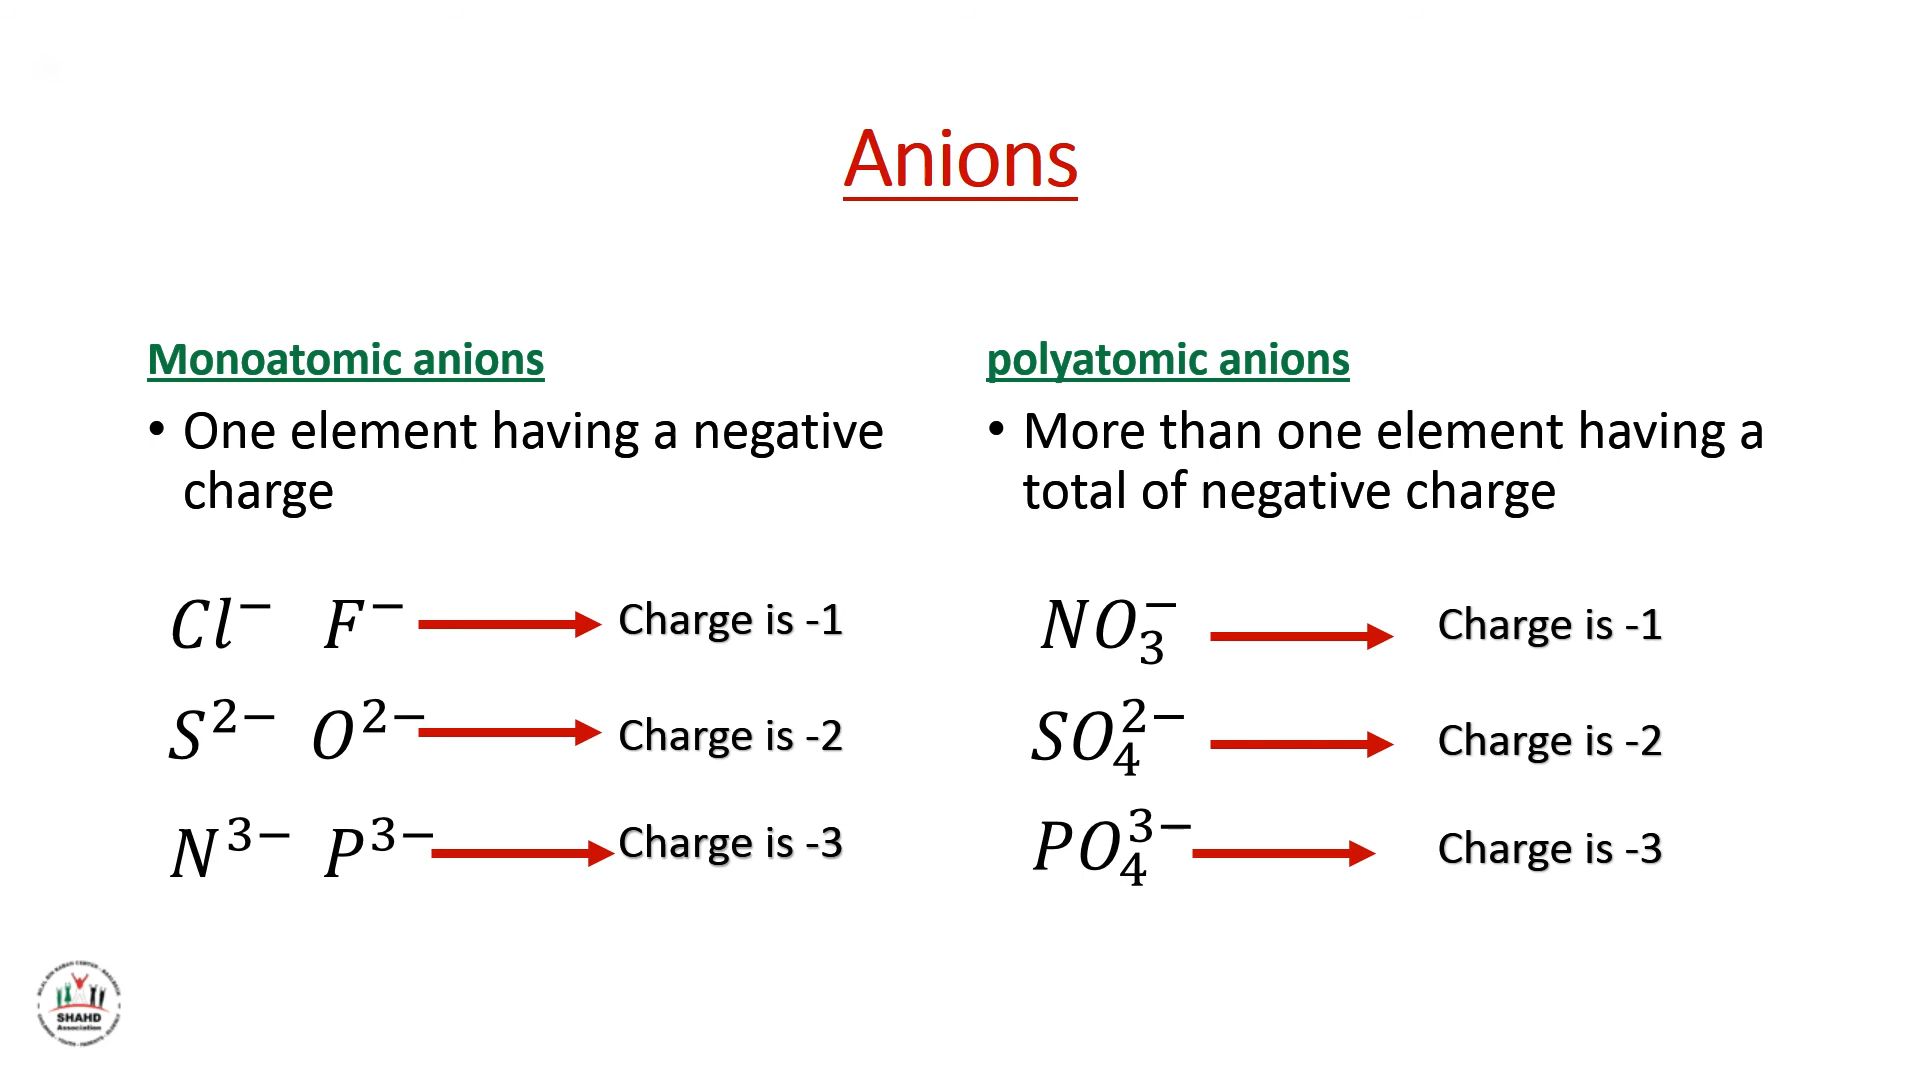 Anions
Monoatomic anions
• One element having a negative
charge
Cl⁻ F⁻ Charge is -1
S²⁻ O²⁻ Charge is -2
N³⁻ P³⁻ Charge is -3
polyatomic anions
• More than one element having a
total of negative charge
NO₃⁻ Charge is -1
SO₄²⁻ Charge is -2
PO₄³⁻ Charge is -3
SHAHD
Association